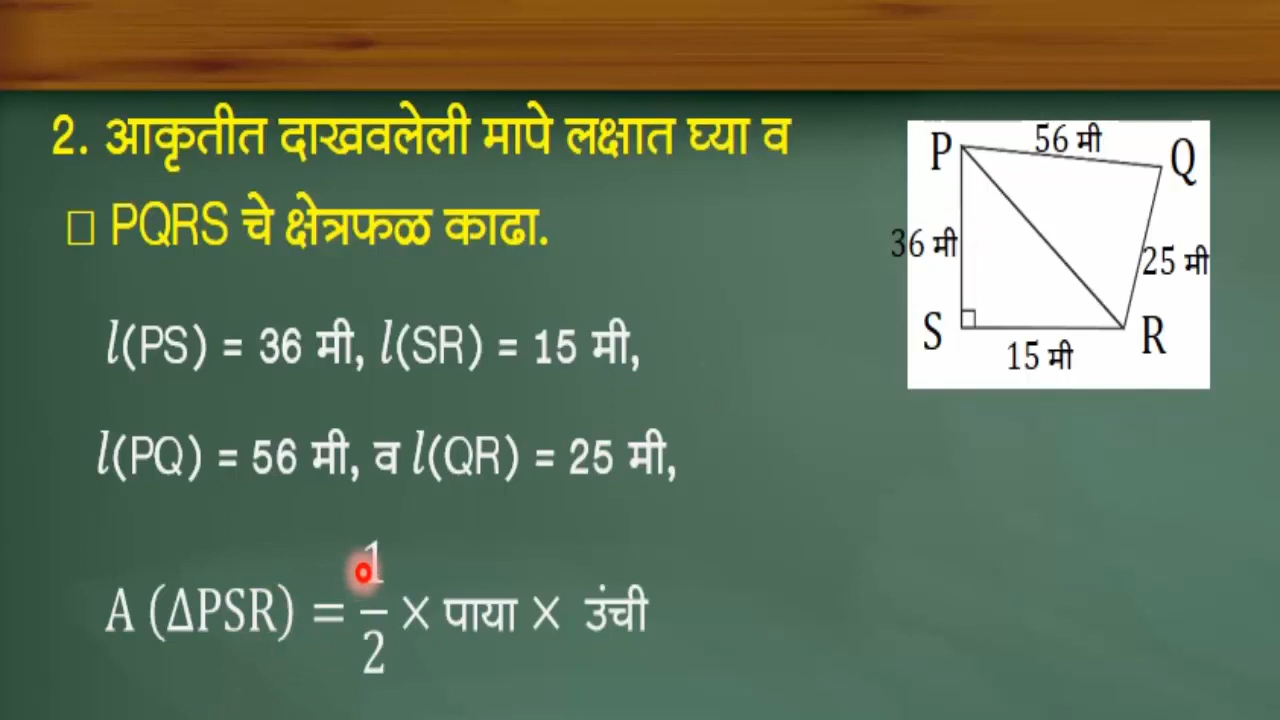 2. आकृतीत दाखवलेली मापे लक्षात घ्या व
□ PQRS चे क्षेत्रफळ काढा.
l(PS) = 36 मी, l(SR) = 15 मी,
l(PQ) = 56 मी, व l(QR) = 25 मी,
A (ΔPSR) = 1/2 × पाया × उंची
P
56 मी
Q
36 मी
25 मी
S
15 मी
R